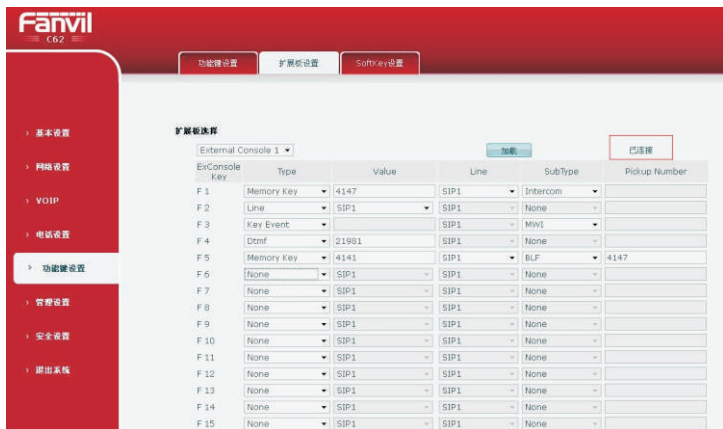 Fanvil
C62
功能键设置 扩展板设置 SoftKey设置
基本设置
网络设置
VOIP
电话设置
功能键设置
管理设置
安全设置
退出系统
扩展板选择
External Console 1 加载 已连接
ExConsole Key Type Value Line SubType Pickup Number
F 1 Memory Key 4147 SIP1 Intercom
F 2 Line SIP1 SIP1 None
F 3 Key Event SIP1 MWI
F 4 Dtmf 21981 SIP1 None
F 5 Memory Key 4141 SIP1 BLF 4147
F 6 None SIP1 SIP1 None
F 7 None SIP1 SIP1 None
F 8 None SIP1 SIP1 None
F 9 None SIP1 SIP1 None
F 10 None SIP1 SIP1 None
F 11 None SIP1 SIP1 None
F 12 None SIP1 SIP1 None
F 13 None SIP1 SIP1 None
F 14 None SIP1 SIP1 None
F 15 None SIP1 SIP1 None